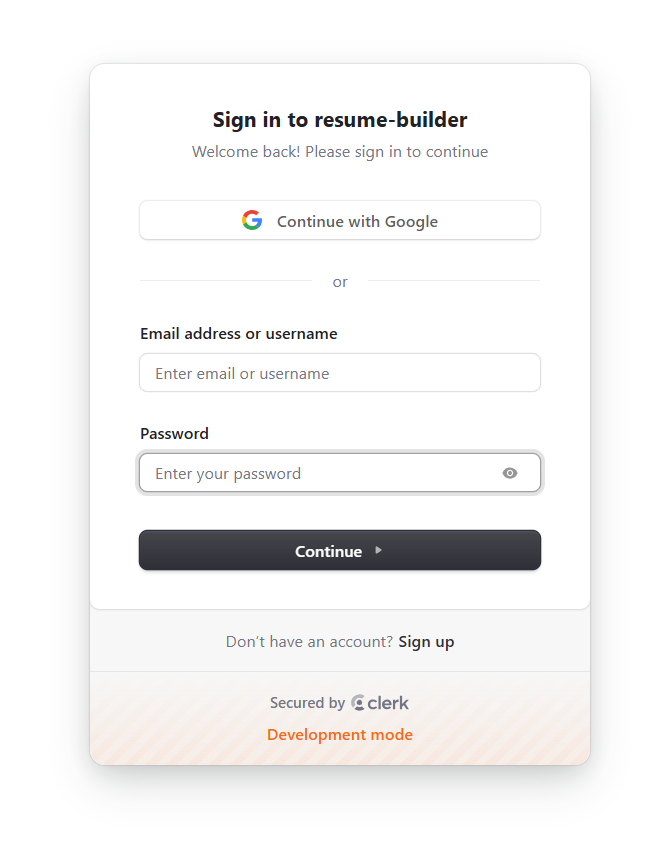 Sign in to resume-builder
Welcome back! Please sign in to continue
Continue with Google
or
Email address or username
Enter email or username
Password
Enter your password
Continue
Don’t have an account? Sign up
Secured by clerk
Development mode